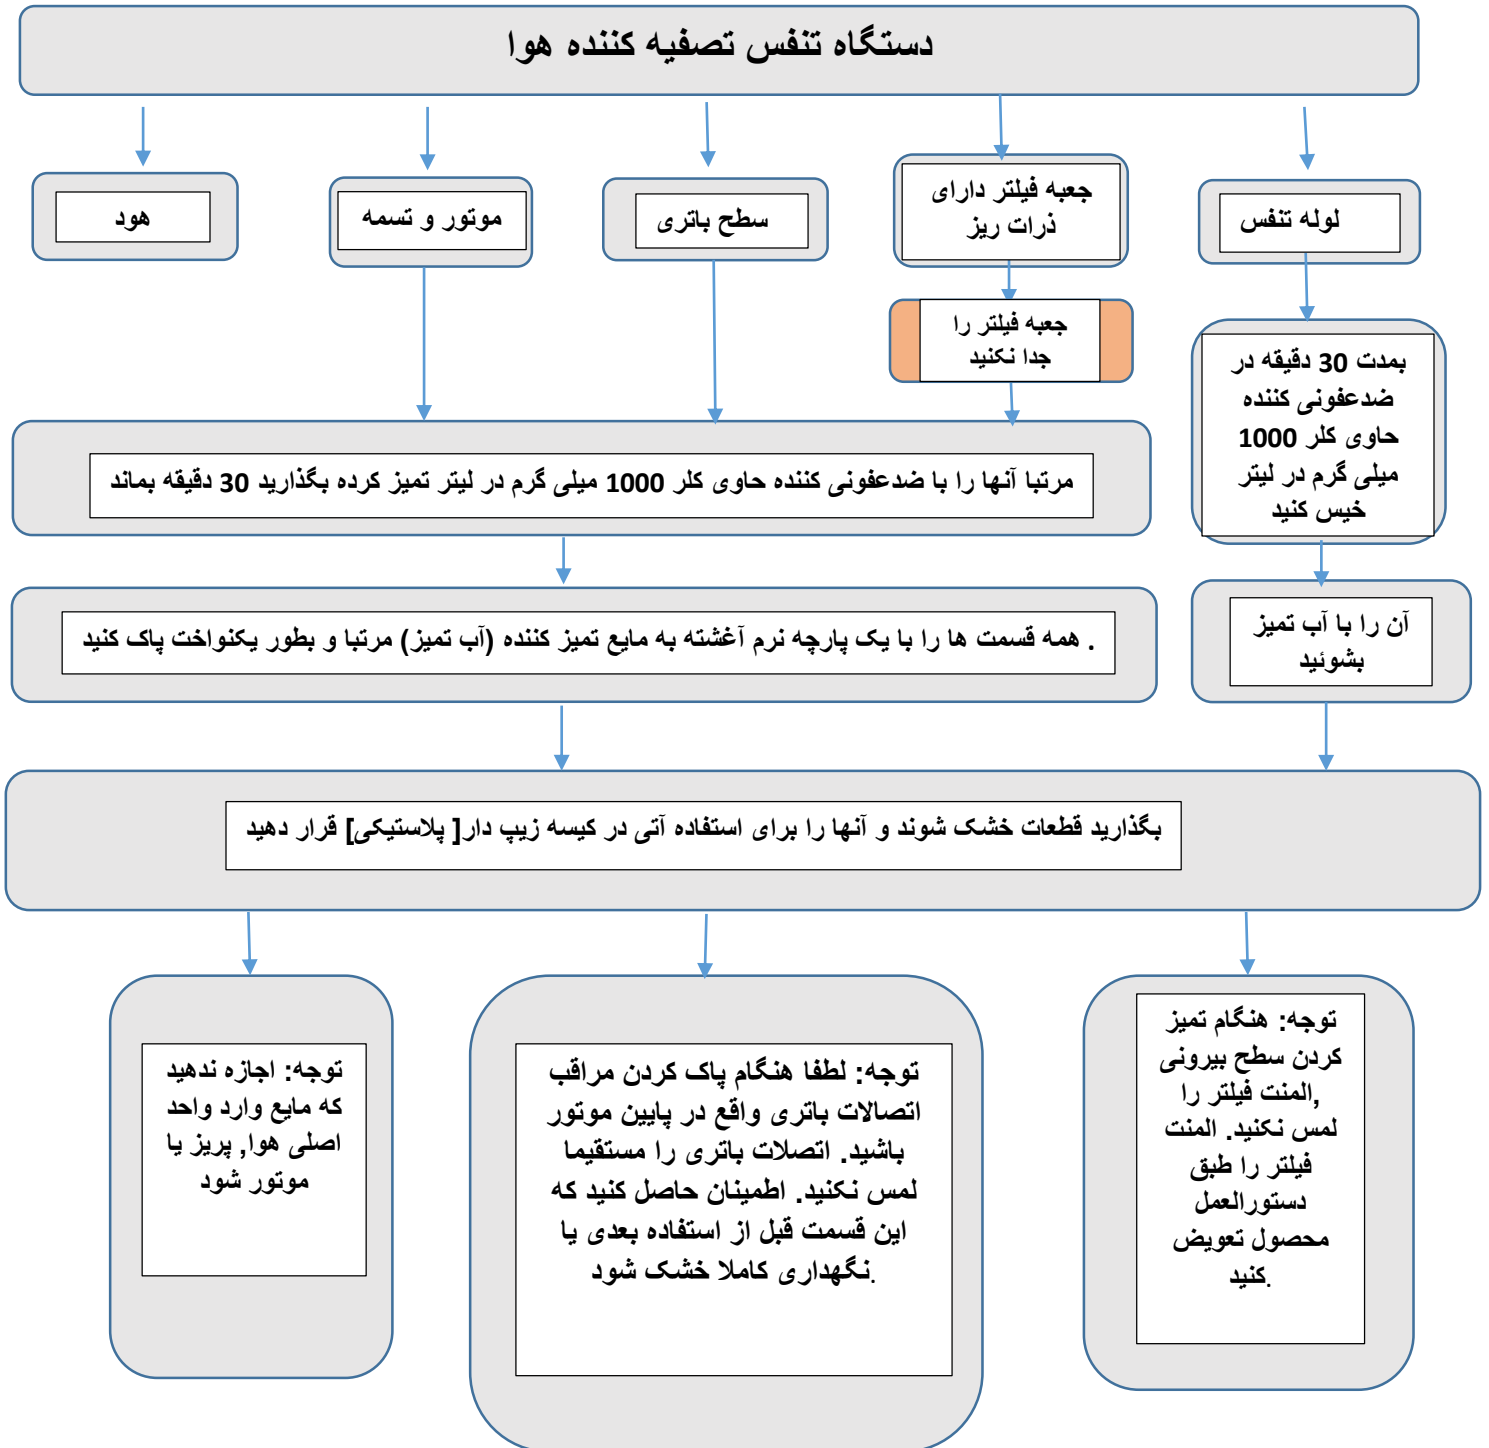 دستگاه تنفس تصفیه کننده هوا
لوله تنفس
جعبه فیلتر دارای
ذرات ریز
سطح باتری
موتور و تسمه
هود
جعبه فیلتر را
جدا نکنید
بمدت 30 دقیقه در
ضدعفونی کننده
حاوی کلر 1000
میلی گرم در لیتر
خیس کنید
مرتبا آنها را با ضدعفونی کننده حاوی کلر 1000 میلی گرم در لیتر تمیز کرده بگذارید 30 دقیقه بماند
آن را با آب تمیز
بشوئید
. همه قسمت ها را با یک پارچه نرم آغشته به مایع تمیز کننده (آب تمیز) مرتبا و بطور یکنواخت پاک کنید
بگذارید قطعات خشک شوند و آنها را برای استفاده آتی در کیسه زیپ دار[ پلاستیکی] قرار دهید
توجه: هنگام تمیز
کردن سطح بیرونی
,المنت فیلتر را
لمس نکنید. المنت
فیلتر را طبق
دستورالعمل
محصول تعویض
.کنید
توجه: لطفا هنگام پاک کردن مراقب
اتصالات باتری واقع در پایین موتور
باشید. اتصلات باتری را مستقیما
لمس نکنید. اطمینان حاصل کنید که
این قسمت قبل از استفاده بعدی یا
.نگهداری کاملا خشک شود
توجه: اجازه ندهید
که مایع وارد واحد
اصلی هوا, پریز یا
موتور شود